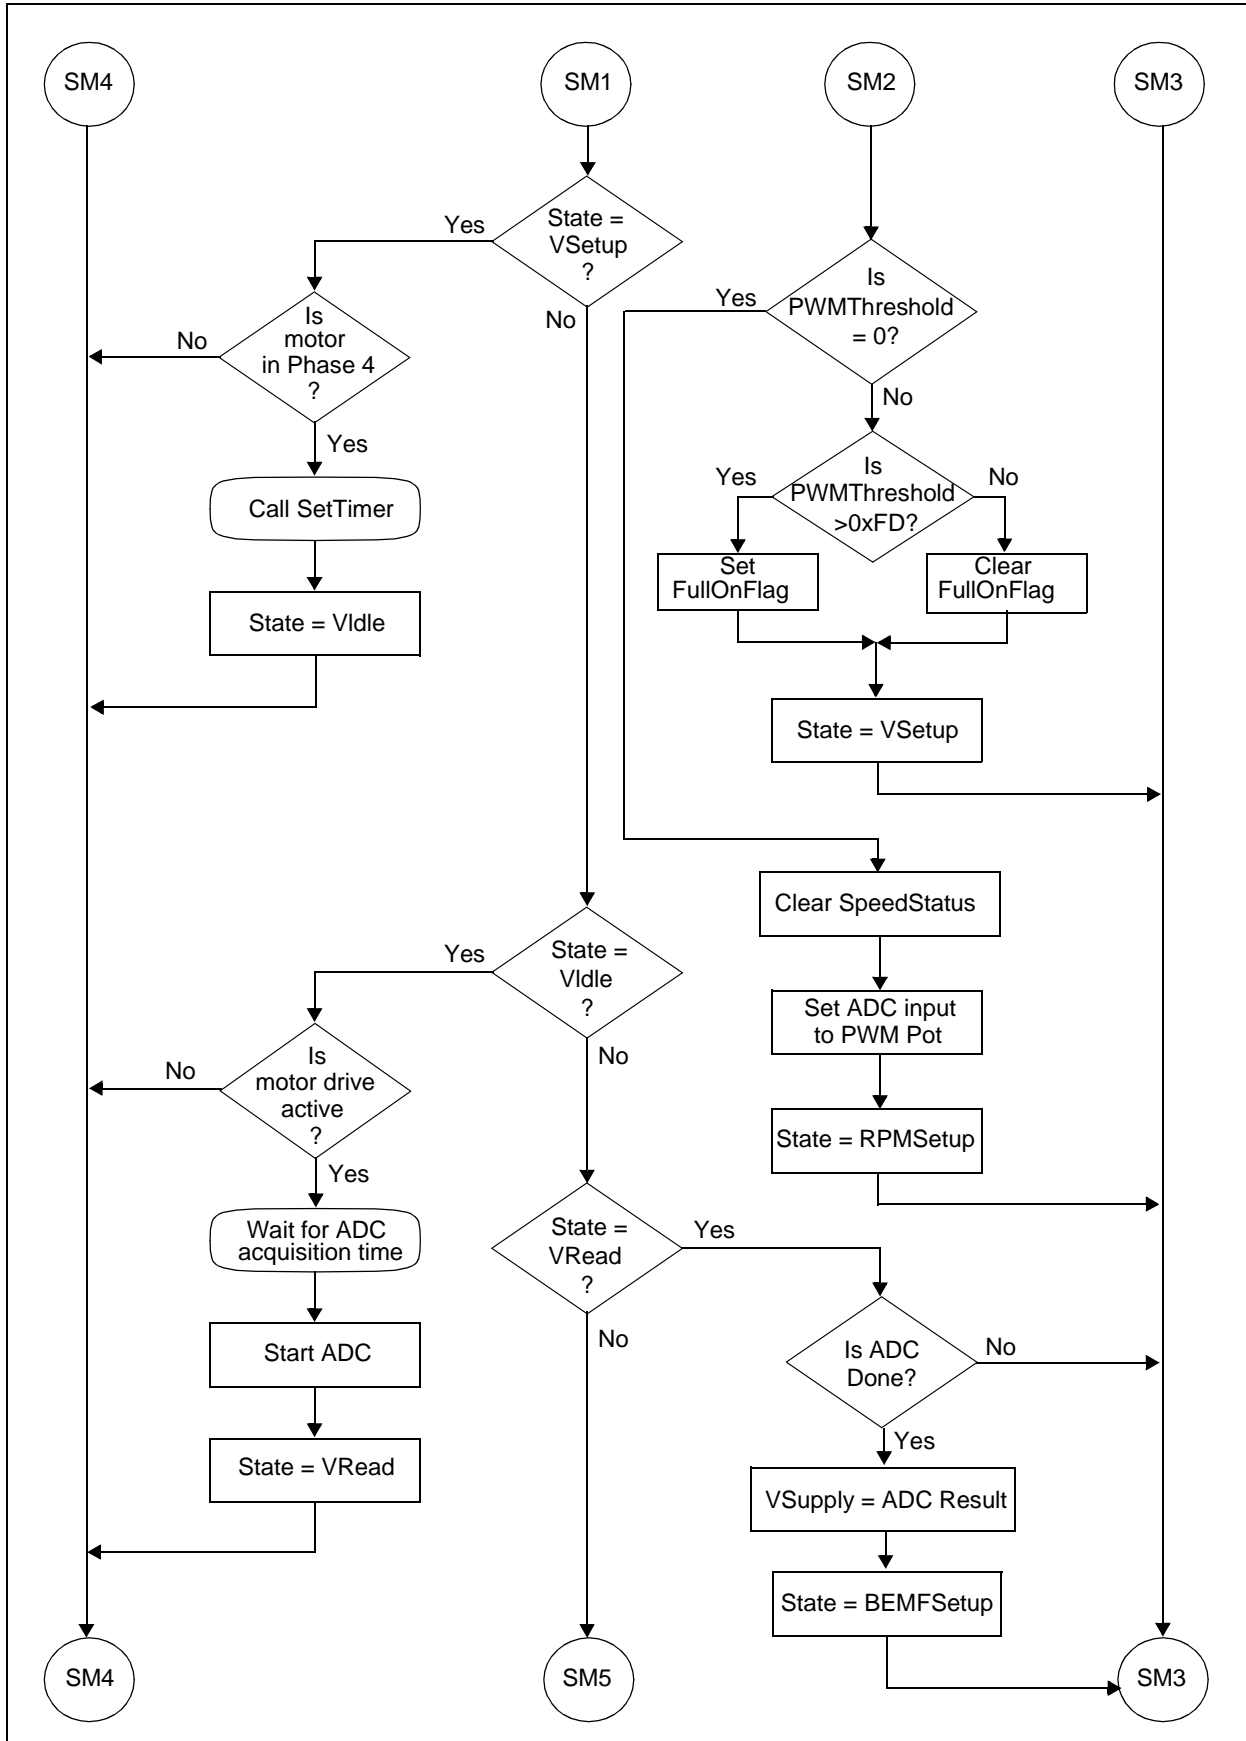 SM4
SM1
SM2
SM3
State =
VSetup
?
Yes
No
Is
motor
in Phase 4
?
No
Yes
Call SetTimer
State = VIdle
Is
PWMThreshold
= 0?
Yes
No
Is
PWMThreshold
>0xFD?
Yes
No
Set
FullOnFlag
Clear
FullOnFlag
State = VSetup
Clear SpeedStatus
Set ADC input
to PWM Pot
State = RPMSetup
State =
VIdle
?
Yes
No
Is
motor drive
active
?
No
Yes
Wait for ADC
acquisition time
Start ADC
State = VRead
State =
VRead
?
Yes
No
Is ADC
Done?
No
Yes
VSupply = ADC Result
State = BEMFSetup
SM4
SM5
SM3